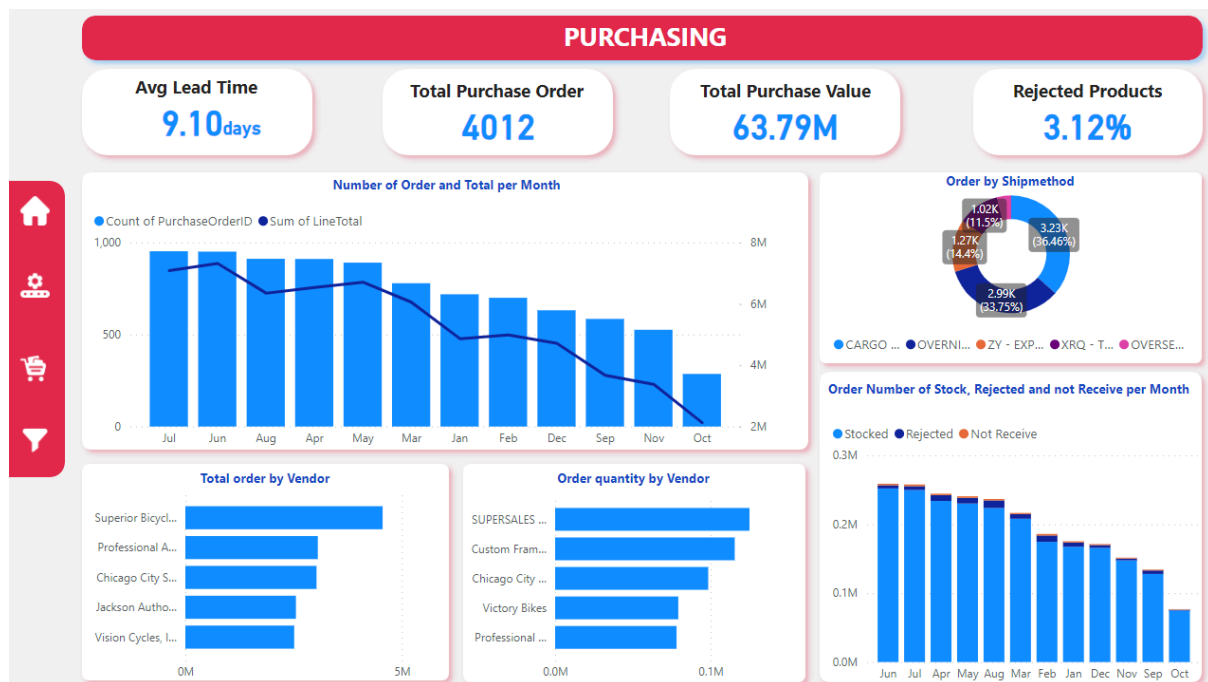 PURCHASING
Avg Lead Time
9.10days
Total Purchase Order
4012
Total Purchase Value
63.79M
Rejected Products
3.12%
Number of Order and Total per Month
Count of PurchaseOrderID Sum of LineTotal
1,000
500
0
8M
6M
4M
2M
Jul Jun Aug Apr May Mar Jan Feb Dec Sep Nov Oct
Order by Shipmethod
1.02K
(11.5%)
3.23K
(36.46%)
1.27K
(14.4%)
2.99K
(33.75%)
CARGO ... OVERNI... ZY - EXP... XRQ - T... OVERSE...
Total order by Vendor
Superior Bicycl...
Professional A...
Chicago City S...
Jackson Autho...
Vision Cycles, I...
0M 5M
Order quantity by Vendor
SUPERSALES ...
Custom Fram...
Chicago City ...
Victory Bikes
Professional ...
0.0M 0.1M
Order Number of Stock, Rejected and not Receive per Month
Stocked Rejected Not Receive
0.3M
0.2M
0.1M
0.0M
Jun Jul Apr May Aug Mar Feb Jan Dec Nov Sep Oct